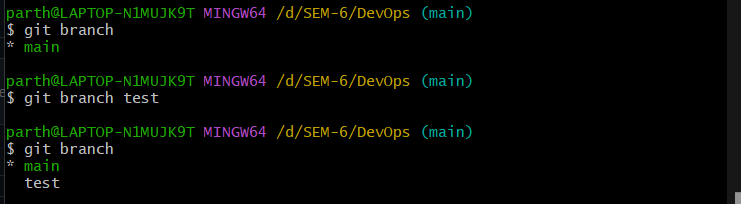 parth@LAPTOP-N1MUJK9T MINGW64 /d/SEM-6/DevOps (main)
$ git branch
* main
parth@LAPTOP-N1MUJK9T MINGW64 /d/SEM-6/DevOps (main)
$ git branch test
parth@LAPTOP-N1MUJK9T MINGW64 /d/SEM-6/DevOps (main)
$ git branch
* main
test